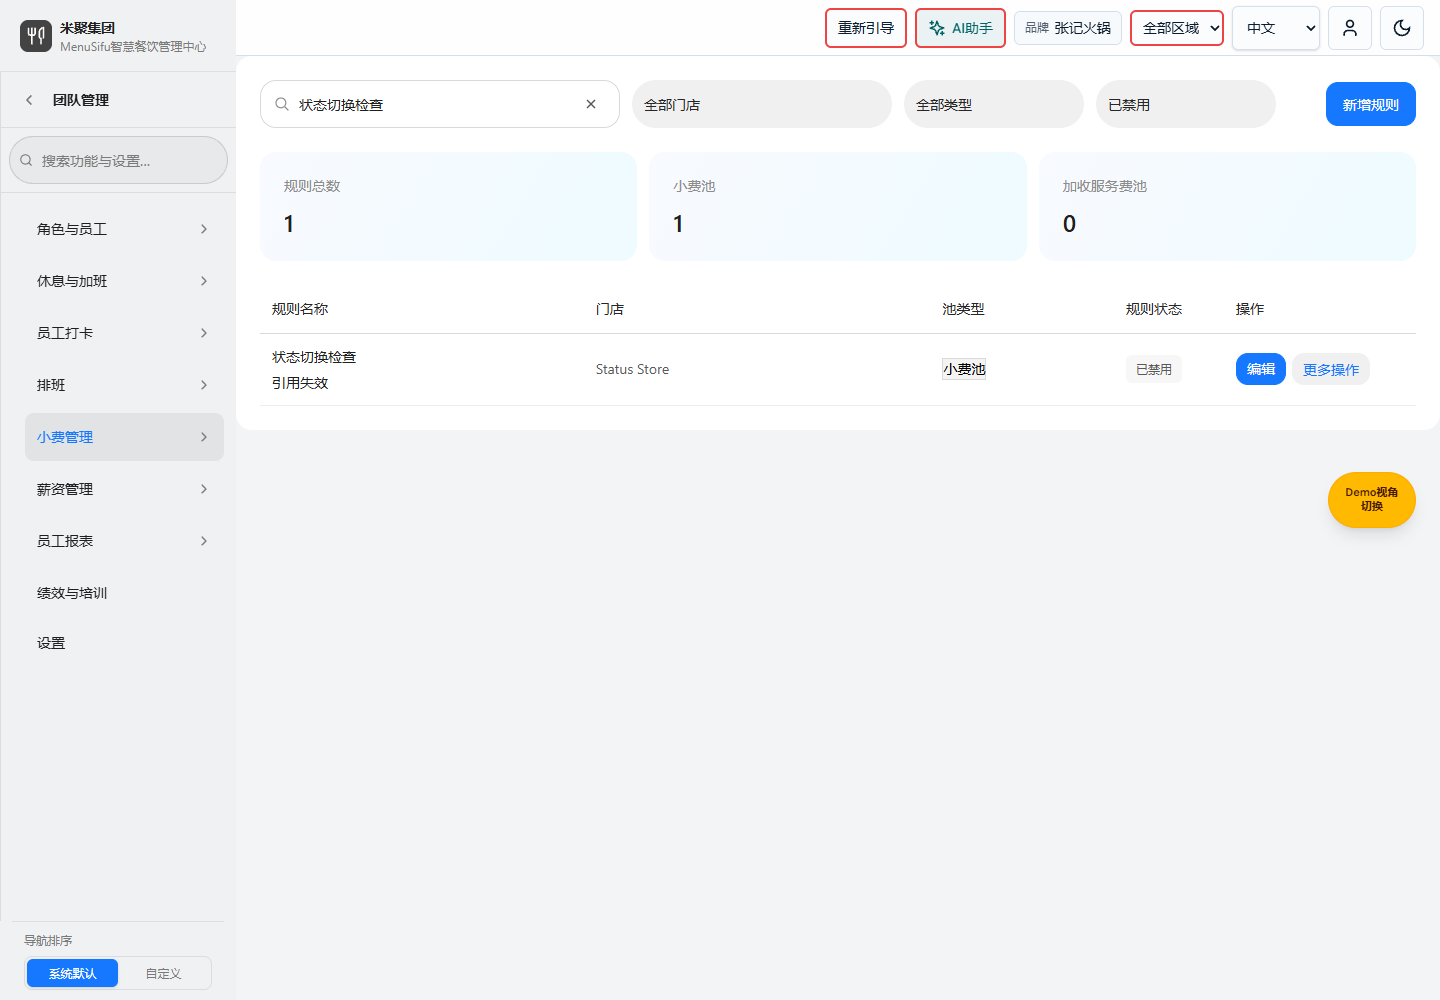 米聚集团
MenuSifu智慧餐饮管理中心
重新引导
AI助手
品牌 张记火锅
全部区域
中文
团队管理
搜索功能与设置...
角色与员工
休息与加班
员工打卡
排班
小费管理
薪资管理
员工报表
绩效与培训
设置
导航排序
系统默认
自定义
状态切换检查
全部门店
全部类型
已禁用
新增规则
规则总数
1
小费池
1
加收服务费池
0
规则名称
门店
池类型
规则状态
操作
状态切换检查
引用失效
Status Store
小费池
已禁用
编辑
更多操作
Demo视角
切换